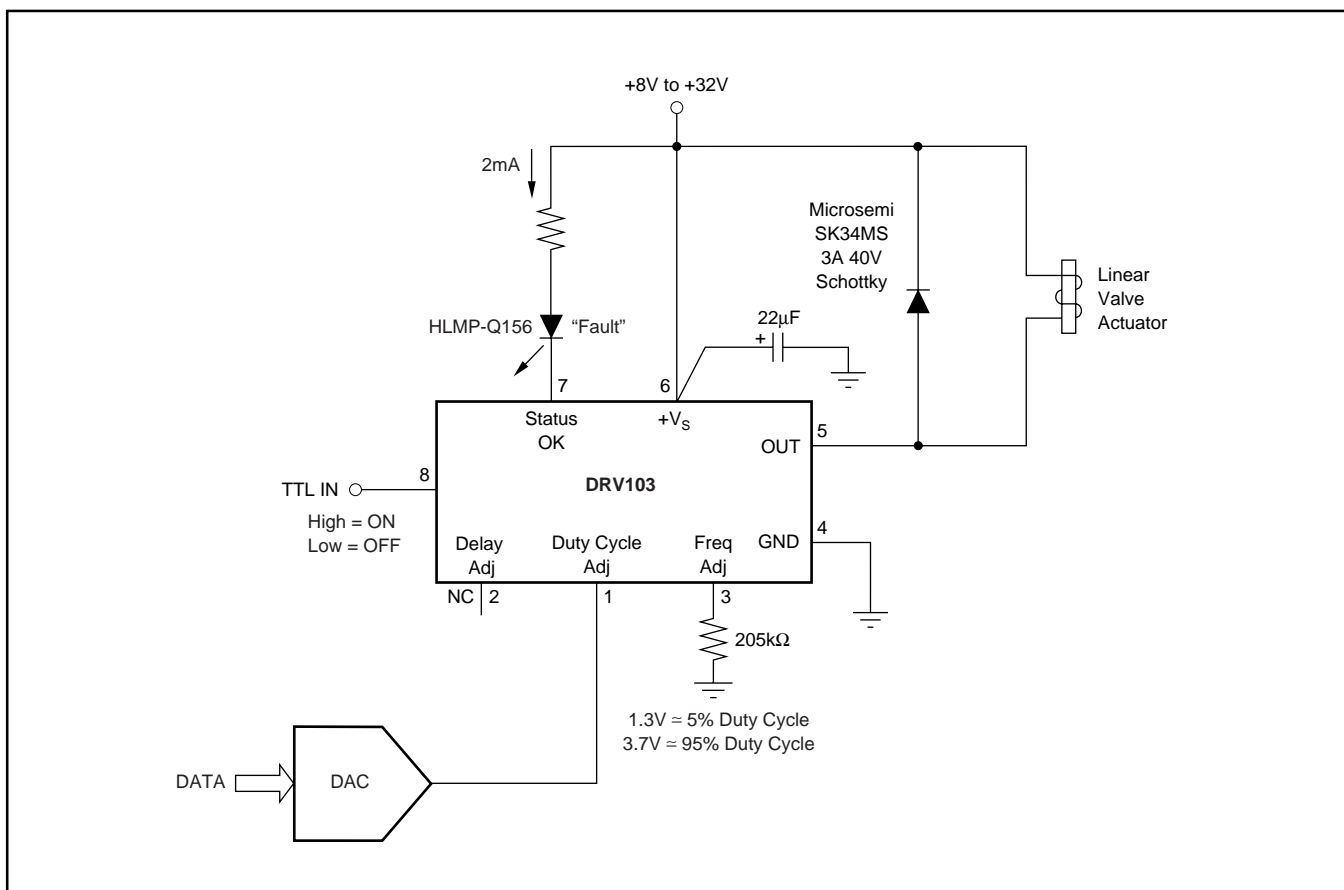 +8V to +32V
2mA
Microsemi
SK34MS
3A 40V
Schottky
Linear
Valve
Actuator
HLMP-Q156
“Fault”
22μF
+
7
6
Status
OK
+VS
5
OUT
8
TTL IN
High = ON
Low = OFF
DRV103
4
GND
Delay
Adj
Duty Cycle
Adj
Freq
Adj
NC
2
1
3
205kΩ
1.3V ≃ 5% Duty Cycle
3.7V ≃ 95% Duty Cycle
DATA
DAC